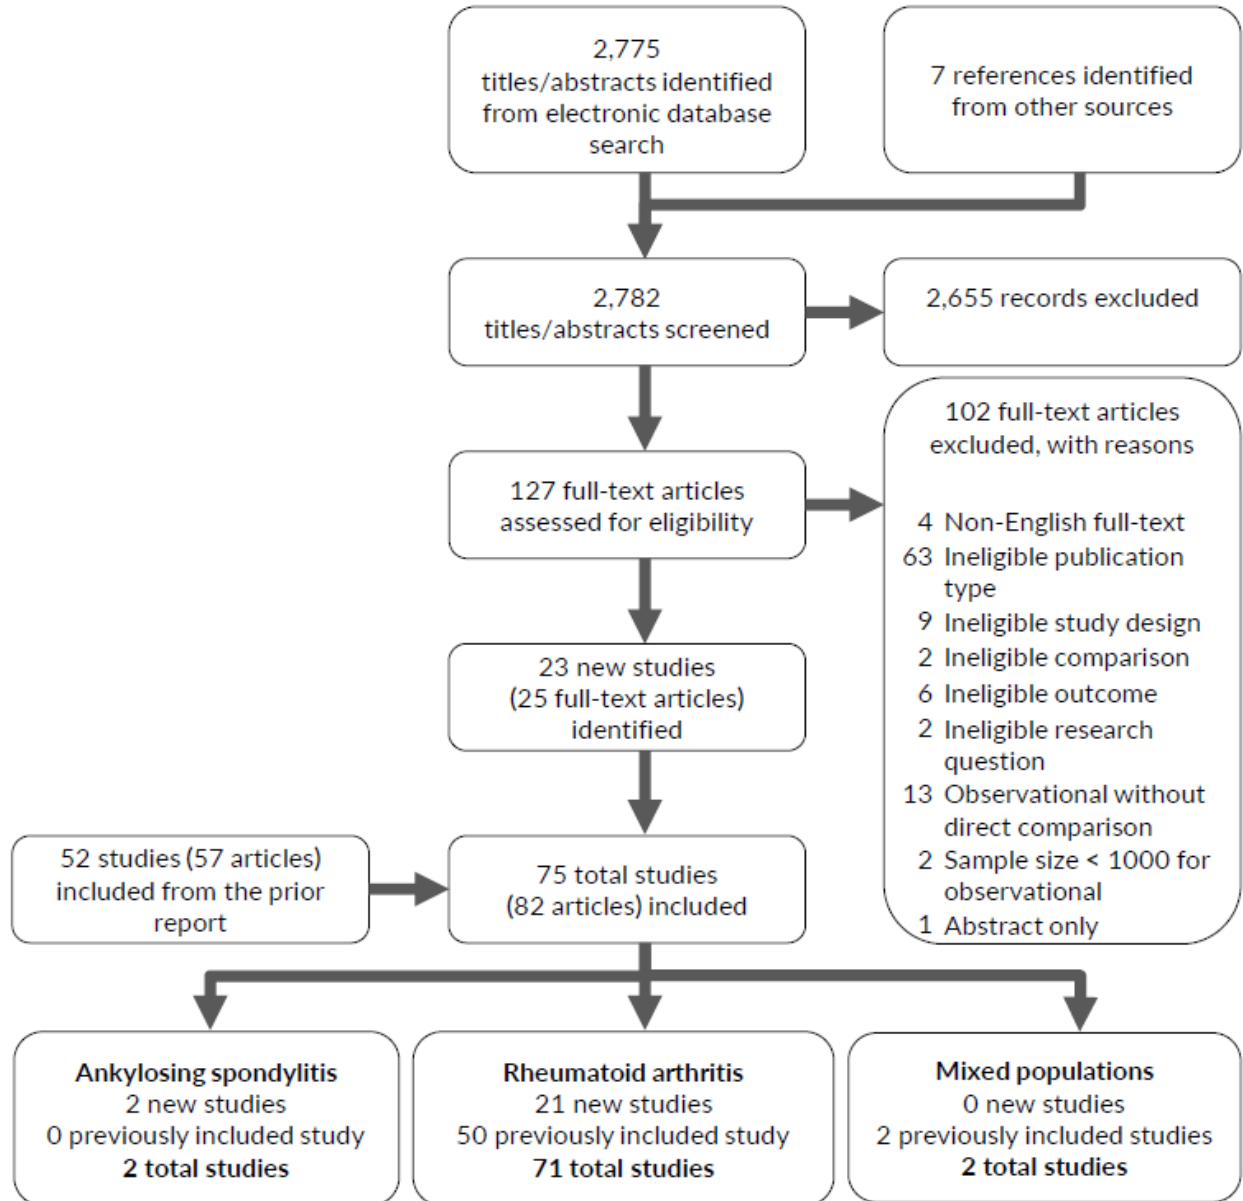 2,775
titles/abstracts identified
from electronic database
search
7 references identified
from other sources
2,782
titles/abstracts screened
2,655 records excluded
127 full-text articles
assessed for eligibility
102 full-text articles
excluded, with reasons
4 Non-English full-text
63 Ineligible publication
type
9 Ineligible study design
2 Ineligible comparison
6 Ineligible outcome
2 Ineligible research
question
13 Observational without
direct comparison
2 Sample size < 1000 for
observational
1 Abstract only
23 new studies
(25 full-text articles)
identified
52 studies (57 articles)
included from the prior
report
75 total studies
(82 articles) included
Ankylosing spondylitis
2 new studies
0 previously included study
2 total studies
Rheumatoid arthritis
21 new studies
50 previously included study
71 total studies
Mixed populations
0 new studies
2 previously included studies
2 total studies